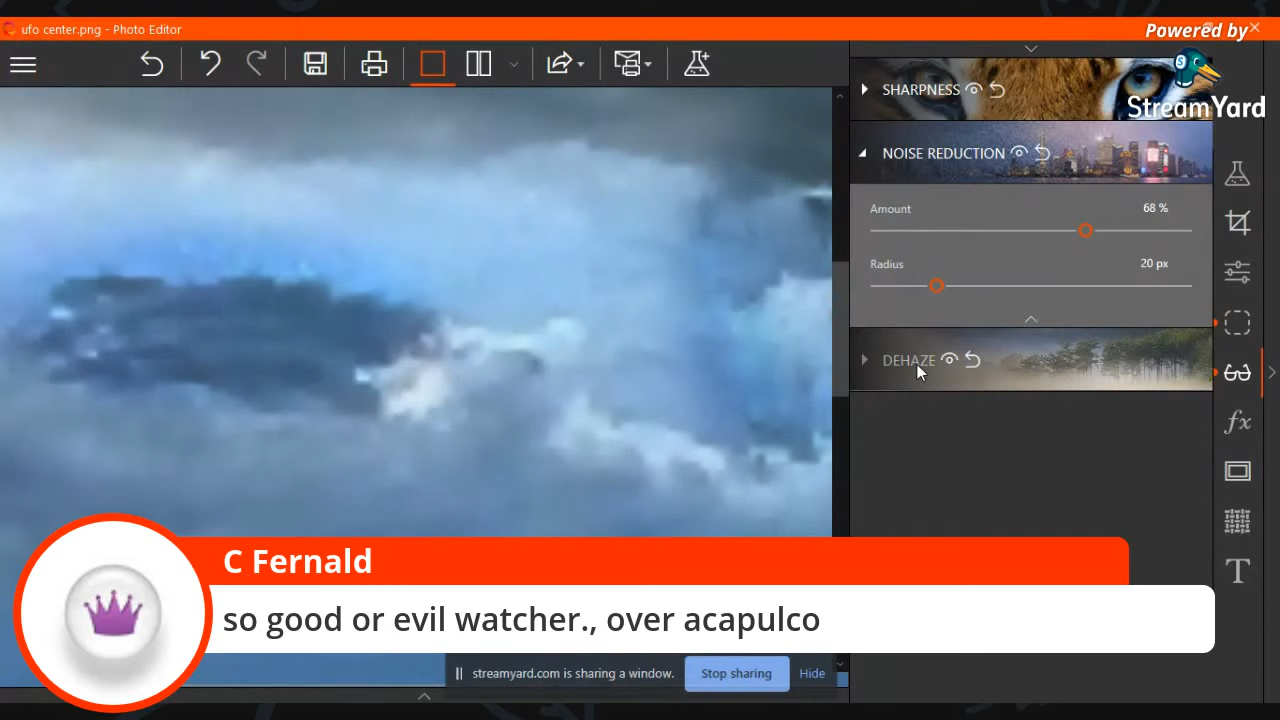 ufo center.png - Photo Editor
Powered by
StreamYard
SHARPNESS
NOISE REDUCTION
Amount
68 %
Radius
20 px
DEHAZE
fx
T
C Fernald
so good or evil watcher., over acapulco
streamyard.com is sharing a window.
Stop sharing
Hide